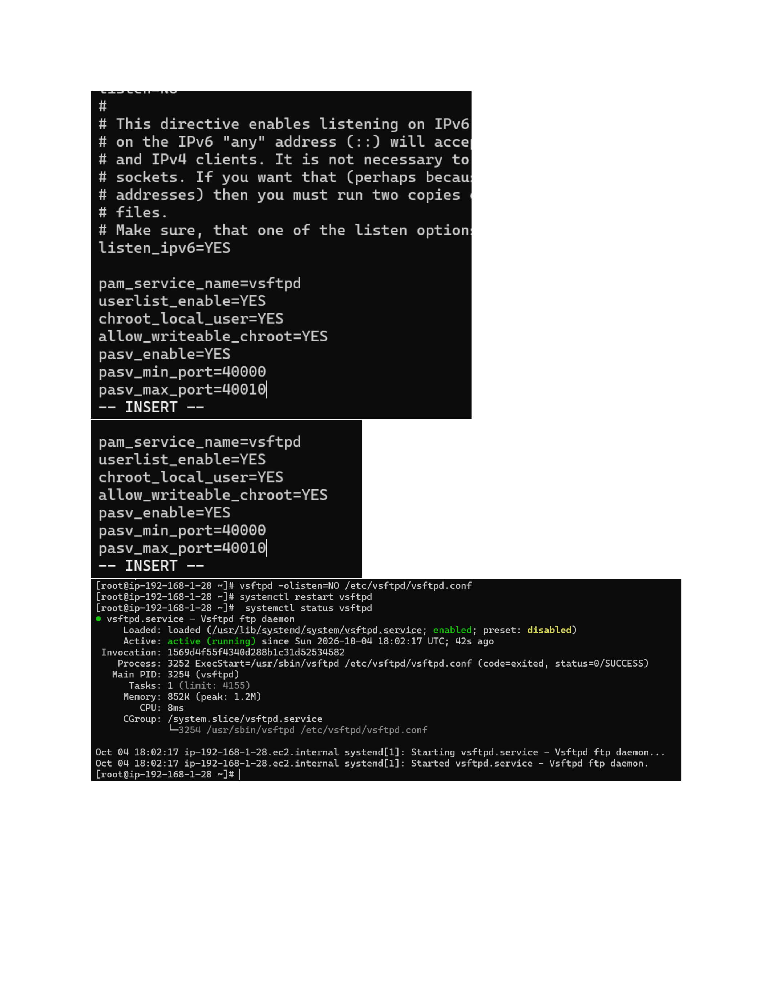 listen=NO
#
# This directive enables listening on IPv6
# on the IPv6 "any" address (::) will acce
# and IPv4 clients. It is not necessary to
# sockets. If you want that (perhaps becau
# addresses) then you must run two copies
# files.
# Make sure, that one of the listen option
listen_ipv6=YES
pam_service_name=vsftpd
userlist_enable=YES
chroot_local_user=YES
allow_writeable_chroot=YES
pasv_enable=YES
pasv_min_port=40000
pasv_max_port=40010
-- INSERT --
pam_service_name=vsftpd
userlist_enable=YES
chroot_local_user=YES
allow_writeable_chroot=YES
pasv_enable=YES
pasv_min_port=40000
pasv_max_port=40010
-- INSERT --
[root@ip-192-168-1-28 ~]# vsftpd -olisten=NO /etc/vsftpd/vsftpd.conf
[root@ip-192-168-1-28 ~]# systemctl restart vsftpd
[root@ip-192-168-1-28 ~]#  systemctl status vsftpd
● vsftpd.service - Vsftpd ftp daemon
Loaded: loaded (/usr/lib/systemd/system/vsftpd.service; enabled; preset: disabled)
Active: active (running) since Sun 2026-10-04 18:02:17 UTC; 42s ago
Invocation: 1569d4f55f4340d288b1c31d52534582
Process: 3252 ExecStart=/usr/sbin/vsftpd /etc/vsftpd/vsftpd.conf (code=exited, status=0/SUCCESS)
Main PID: 3254 (vsftpd)
Tasks: 1 (limit: 4155)
Memory: 852K (peak: 1.2M)
CPU: 8ms
CGroup: /system.slice/vsftpd.service
└─3254 /usr/sbin/vsftpd /etc/vsftpd/vsftpd.conf
Oct 04 18:02:17 ip-192-168-1-28.ec2.internal systemd[1]: Starting vsftpd.service - Vsftpd ftp daemon...
Oct 04 18:02:17 ip-192-168-1-28.ec2.internal systemd[1]: Started vsftpd.service - Vsftpd ftp daemon.
[root@ip-192-168-1-28 ~]#